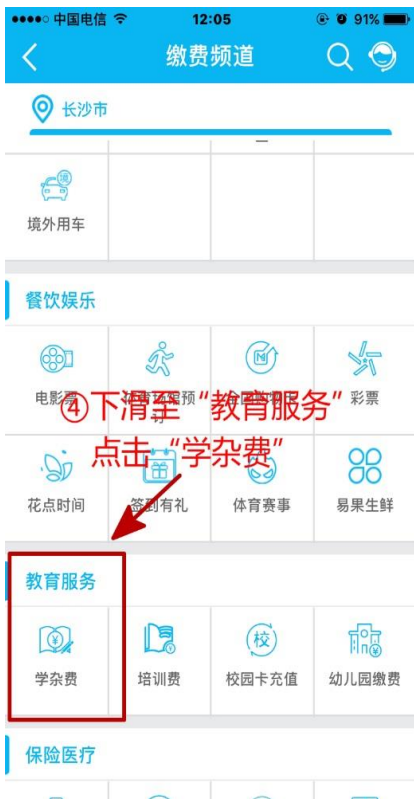 中国电信 12:05 91%
缴费频道
长沙市
境
境外用车
餐饮娱乐
电影票 彩票
④下滑至“教育服务”
点击“学杂费”
花点时间 签到有礼 体育赛事 易果生鲜
教育服务
校
学杂费 培训费 校园卡充值 幼儿园缴费
保险医疗